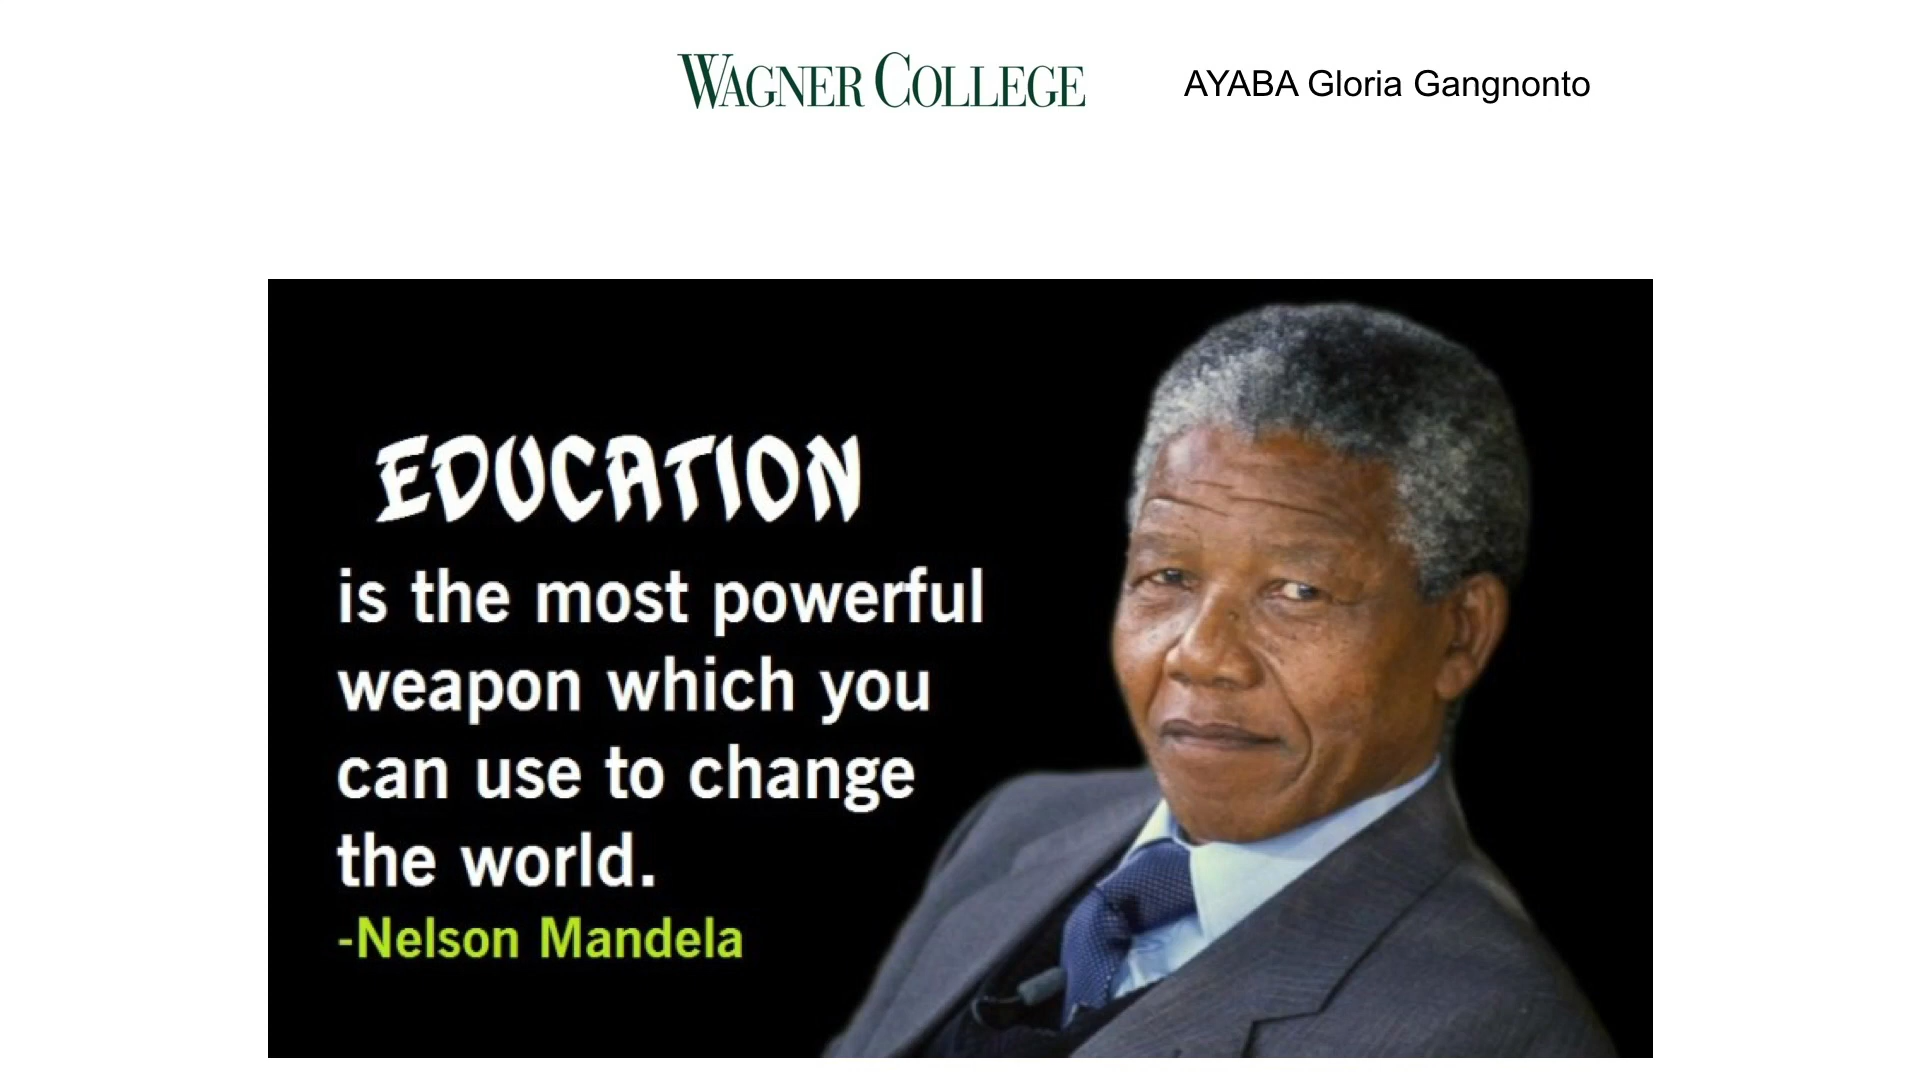 WAGNER COLLEGE
AYABA Gloria Gangnonto
EDUCATION
is the most powerful
weapon which you
can use to change
the world.
-Nelson Mandela